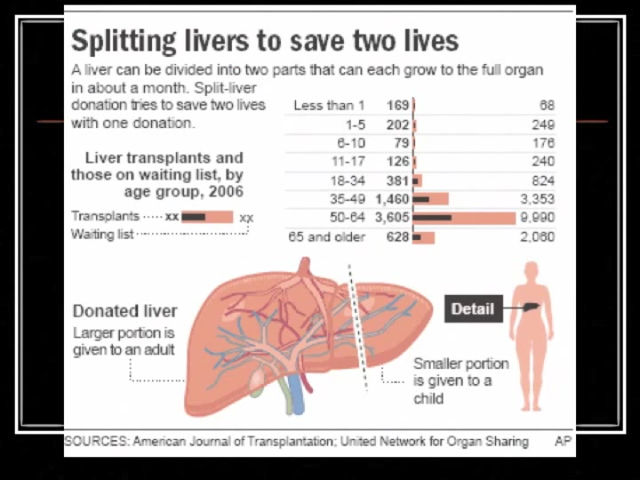 Splitting livers to save two lives
A liver can be divided into two parts that can each grow to the full organ
in about a month. Split-liver
donation tries to save two lives
with one donation.
Liver transplants and
those on waiting list, by
age group, 2006
Transplants ····· xx xx
Waiting list
Less than 1 169 68
1-5 202 249
6-10 79 176
11-17 126 240
18-34 381 824
35-49 1,460 3,353
50-64 3,605 9,990
65 and older 628 2,060
Donated liver
Larger portion is
given to an adult
Detail
Smaller portion
is given to a
child
SOURCES: American Journal of Transplantation; United Network for Organ Sharing AP